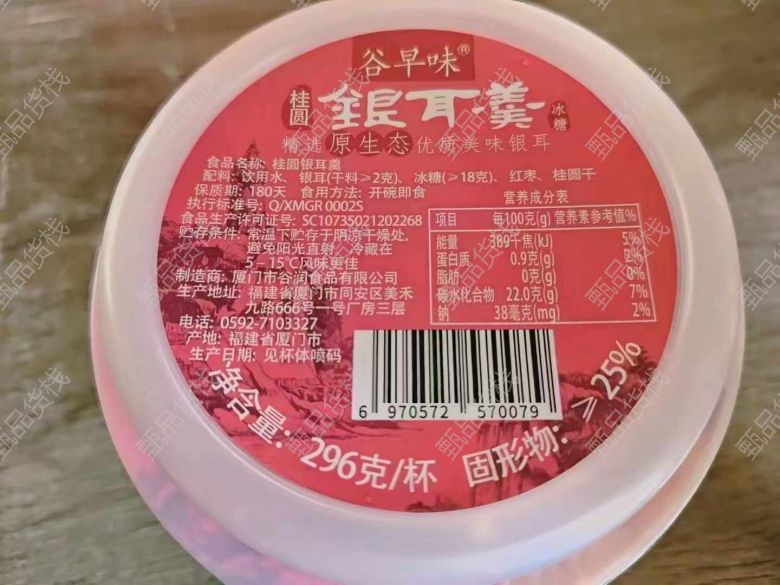 谷早味®
桂圆
銀耳羹
冰糖
精选原生态优质美味银耳
食品名称: 桂圆银耳羹
配料: 饮用水、银耳(干料≥2克)、冰糖(≥18克)、红枣、桂圆干
保质期: 180天 食用方法: 开碗即食
执行标准号: Q/XMGR 0002S
食品生产许可证号: SC10735021202268
贮存条件: 常温下贮存于阴凉干燥处,
避免阳光直射, 冷藏在
5-15℃风味更佳
制造商: 厦门市谷润食品有限公司
生产地址: 福建省厦门市同安区美禾
九路666号一号厂房三层
电话: 0592-7103327
产地: 福建省厦门市
生产日期: 见杯体喷码
营养成分表
项目 每100克(g) 营养素参考值%
能量 389千焦(kJ) 5%
蛋白质 0.9克(g) 2%
脂肪 0克(g) 0%
碳水化合物 22.0克(g) 7%
钠 38毫克(mg) 2%
6 970572 570079
净含量: 296克/杯 固形物: ≥25%
甄品货栈